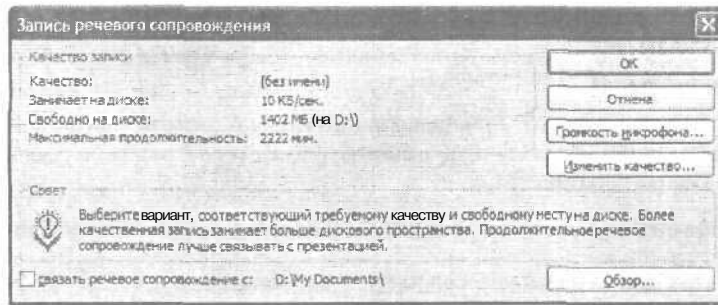 Запись речевого сопровождения
Качество записи
Качество: [без имени]
Занимает на диске: 10 КБ/сек.
Свободно на диске: 1402 МБ (на D:\)
Максимальная продолжительность: 2222 мин.
ОК
Отмена
Громкость микрофона...
Изменить качество...
Совет
Выберите вариант, соответствующий требуемому качеству и свободному месту на диске. Более
качественная запись занимает больше дискового пространства. Продолжительное речевое
сопровождение лучше связывать с презентацией.
связать речевое сопровождение с: D:\My Documents\
Обзор...